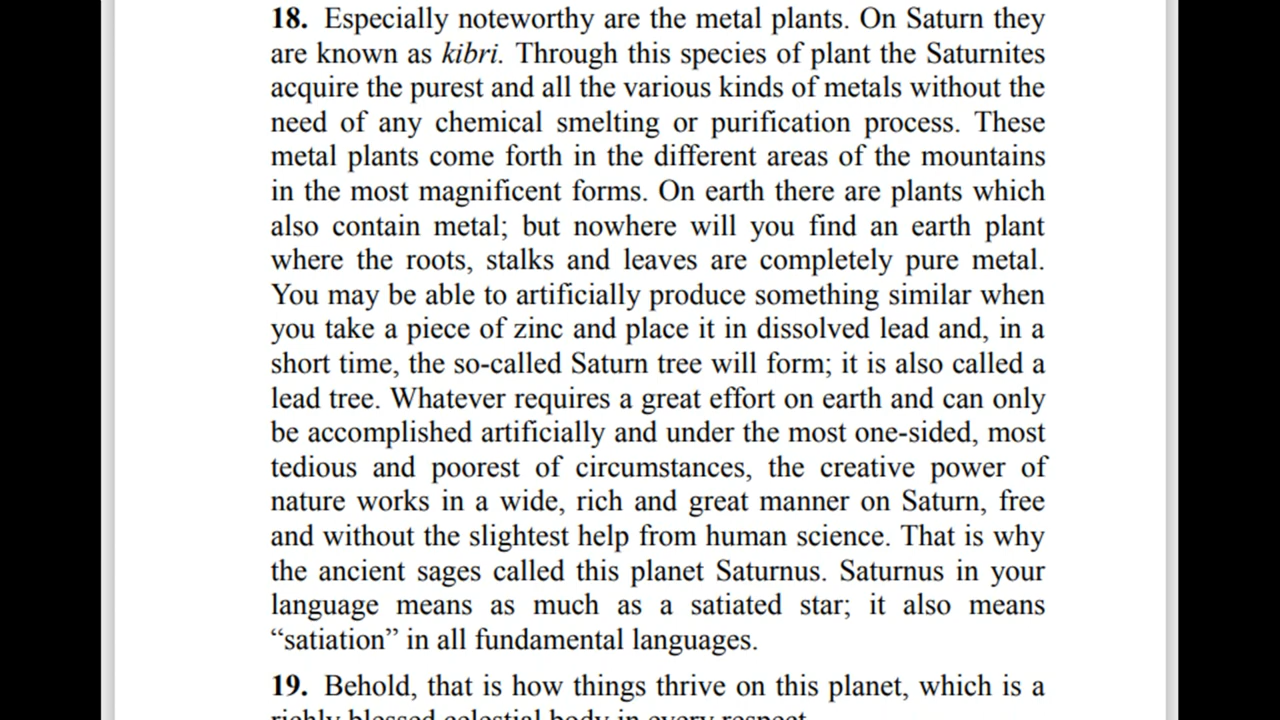 18. Especially noteworthy are the metal plants. On Saturn they
are known as kibri. Through this species of plant the Saturnites
acquire the purest and all the various kinds of metals without the
need of any chemical smelting or purification process. These
metal plants come forth in the different areas of the mountains
in the most magnificent forms. On earth there are plants which
also contain metal; but nowhere will you find an earth plant
where the roots, stalks and leaves are completely pure metal.
You may be able to artificially produce something similar when
you take a piece of zinc and place it in dissolved lead and, in a
short time, the so-called Saturn tree will form; it is also called a
lead tree. Whatever requires a great effort on earth and can only
be accomplished artificially and under the most one-sided, most
tedious and poorest of circumstances, the creative power of
nature works in a wide, rich and great manner on Saturn, free
and without the slightest help from human science. That is why
the ancient sages called this planet Saturnus. Saturnus in your
language means as much as a satiated star; it also means
“satiation” in all fundamental languages.
19. Behold, that is how things thrive on this planet, which is a
richly blessed celestial body in every respect.